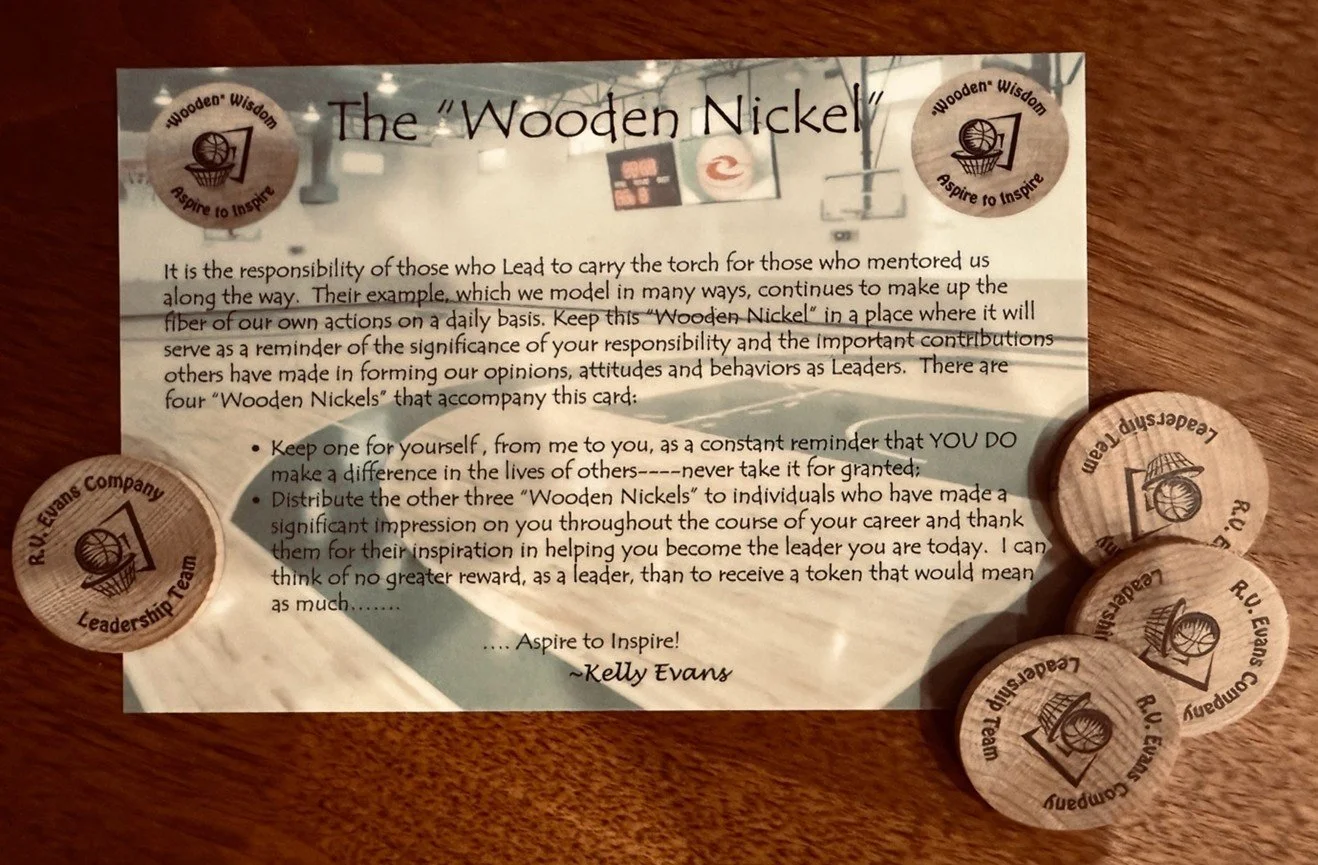 "Wooden" Wisdom
Aspire to Inspire
The "Wooden Nickel"
"Wooden" Wisdom
Aspire to Inspire
It is the responsibility of those who Lead to carry the torch for those who mentored us
along the way. Their example, which we model in many ways, continues to make up the
fiber of our own actions on a daily basis. Keep this "Wooden Nickel" in a place where it will
serve as a reminder of the significance of your responsibility and the important contributions
others have made in forming our opinions, attitudes and behaviors as Leaders. There are
four "Wooden Nickels" that accompany this card:
• Keep one for yourself, from me to you, as a constant reminder that YOU DO
make a difference in the lives of others----never take it for granted;
• Distribute the other three "Wooden Nickels" to individuals who have made a
significant impression on you throughout the course of your career and thank
them for their inspiration in helping you become the leader you are today. I can
think of no greater reward, as a leader, than to receive a token that would mean
as much.......
.... Aspire to Inspire!
~Kelly Evans
R.V. Evans Company
Leadership Team
R.V.
Leadership Team
R.V. Evans Company
Leadership
R.V. Evans Company
Leadership Team